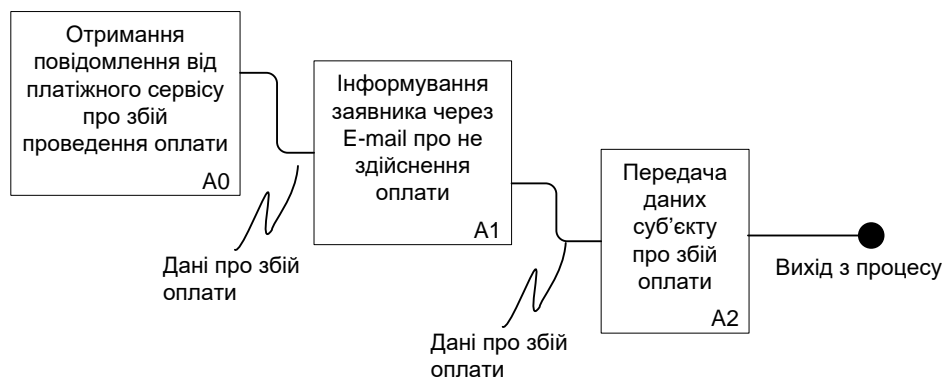 Отримання
повідомлення від
платіжного сервісу
про збій
проведення оплати
A0
Дані про збій
оплати
Інформування
заявника через
E-mail про не
здійснення
оплати
A1
Дані про збій
оплати
Передача
даних
суб’єкту
про збій
оплати
A2
Вихід з процесу